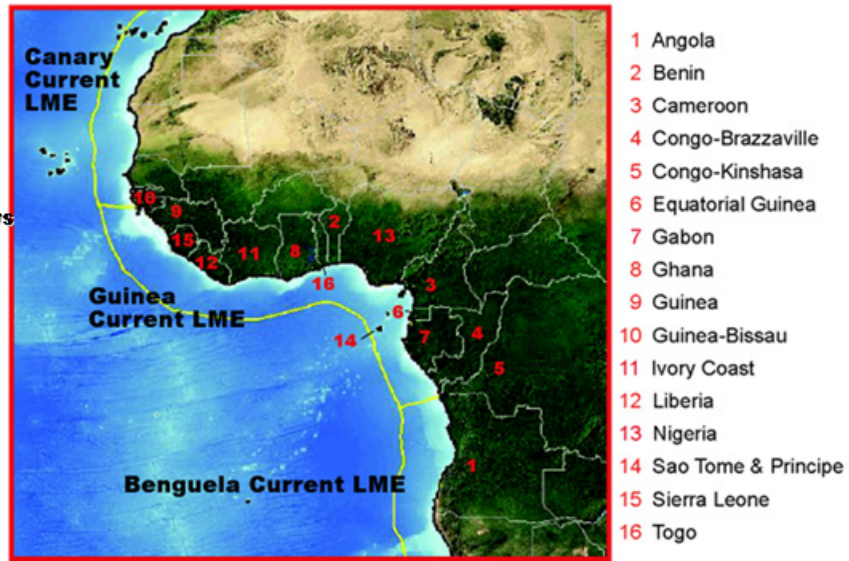 Canary
Current
LME
Guinea
Current LME
Benguela Current LME
10
9
15
12
11
8
2
16
13
3
6
7
4
5
14
1
1 Angola
2 Benin
3 Cameroon
4 Congo-Brazzaville
5 Congo-Kinshasa
6 Equatorial Guinea
7 Gabon
8 Ghana
9 Guinea
10 Guinea-Bissau
11 Ivory Coast
12 Liberia
13 Nigeria
14 Sao Tome & Principe
15 Sierra Leone
16 Togo